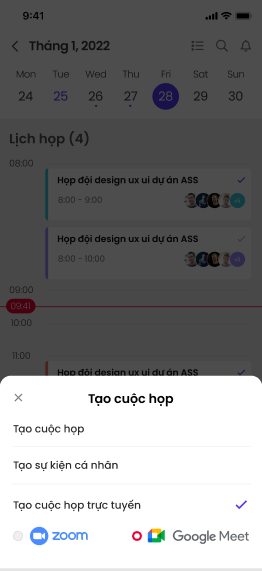 9:41
Tháng 1, 2022
Mon Tue Wed Thu Fri Sat Sun
24 25 26 27 28 29 30
Lịch họp (4)
08:00
Họp đội design ux ui dự án ASS
8:00 - 9:00
Họp đội design ux ui dự án ASS
8:00 - 10:00
09:00
09:41
10:00
11:00
Họp đội design ux ui dự án ASS
Tạo cuộc họp
Tạo cuộc họp
Tạo sự kiện cá nhân
Tạo cuộc họp trực tuyến
zoom Google Meet